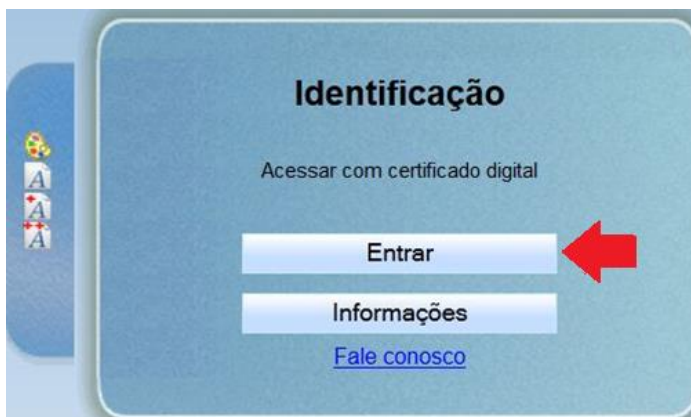 Identificação
Acessar com certificado digital
Entrar
Informações
Fale conosco
A
A
A